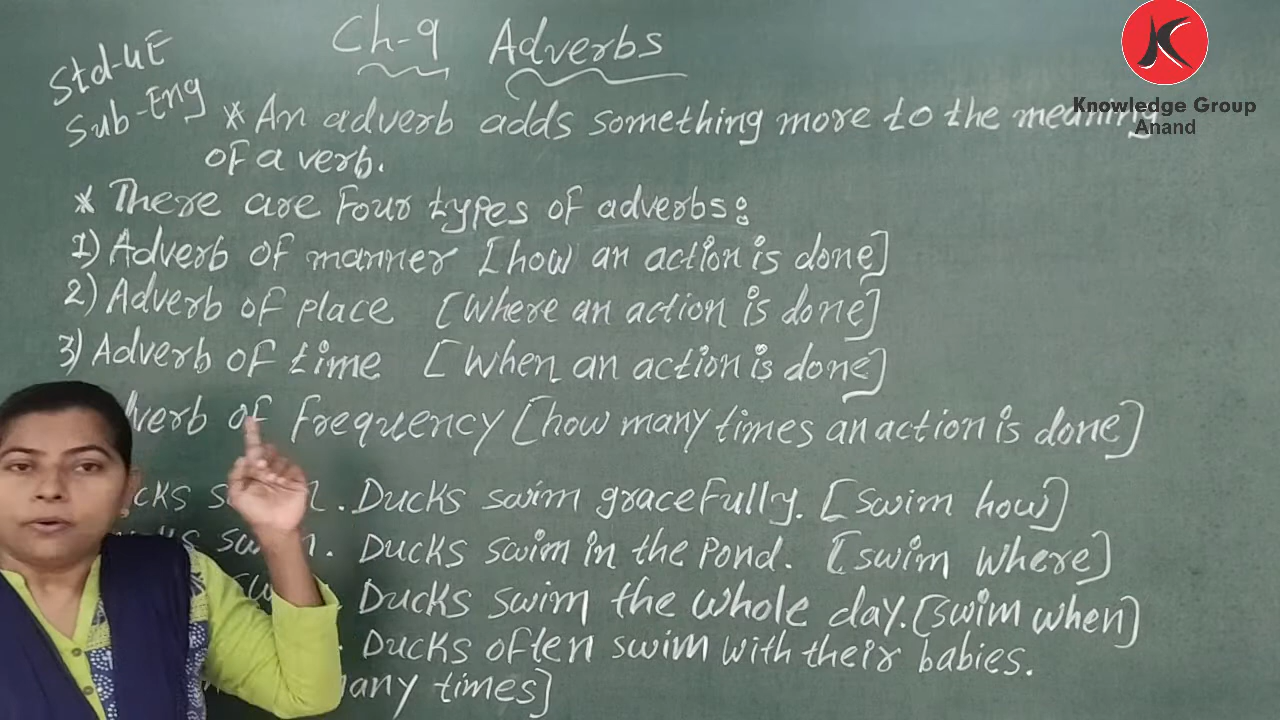 Ch-9 Adverbs
Std-4E
Sub-Eng
* An adverb adds something more to the meaning
of a verb.
* There are Four types of adverbs:
1) Adverb of manner [how an action is done]
2) Adverb of place [Where an action is done]
3) Adverb of time [When an action is done]
of Frequency [how many times an action is done]
. Ducks swim graceFully. [swim how]
. Ducks swim in the Pond. [swim where]
Ducks swim the whole day. [swim when]
. Ducks often swim with their babies.
times]
K
Knowledge Group
Anand